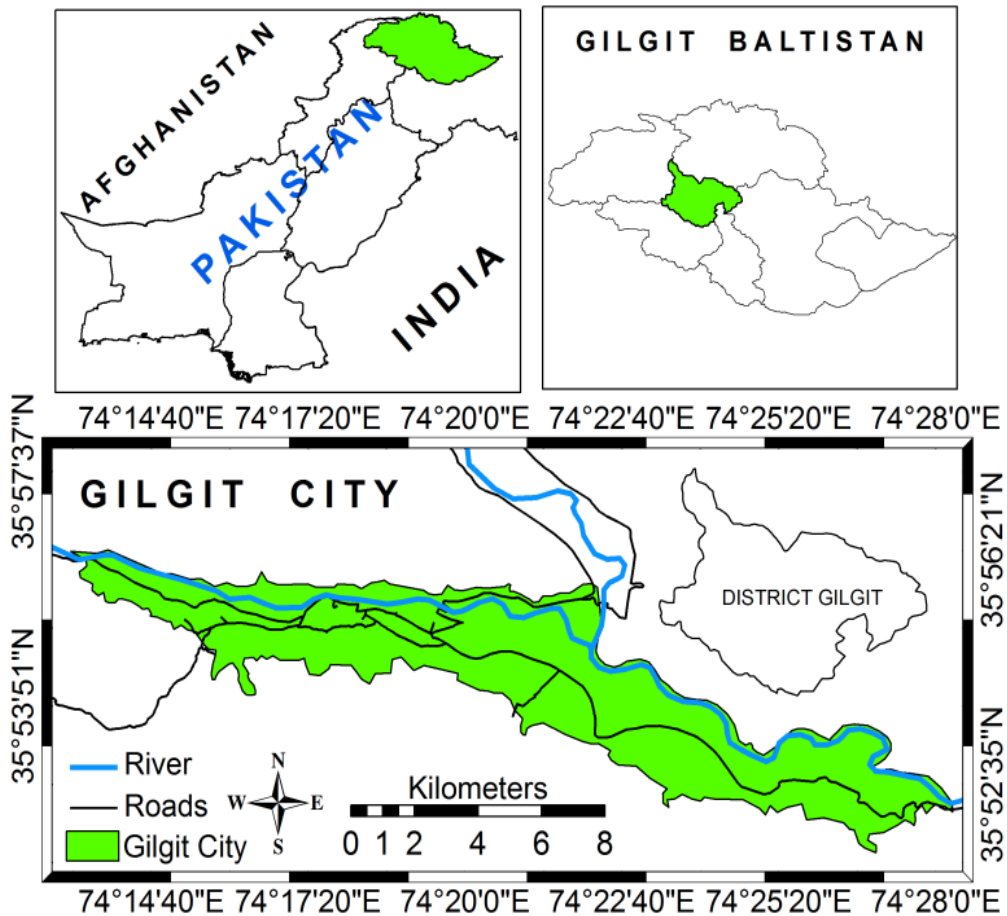 AFGHANISTAN
PAKISTAN
INDIA
GILGIT BALTISTAN
74°14'40"E 74°17'20"E 74°20'0"E 74°22'40"E 74°25'20"E 74°28'0"E
35°57'37"N
35°53'51"N
GILGIT CITY
DISTRICT GILGIT
35°56'21"N
35°52'35"N
River
Roads
Gilgit City
N
W E
S
Kilometers
0 1 2 4 6 8
74°14'40"E 74°17'20"E 74°20'0"E 74°22'40"E 74°25'20"E 74°28'0"E